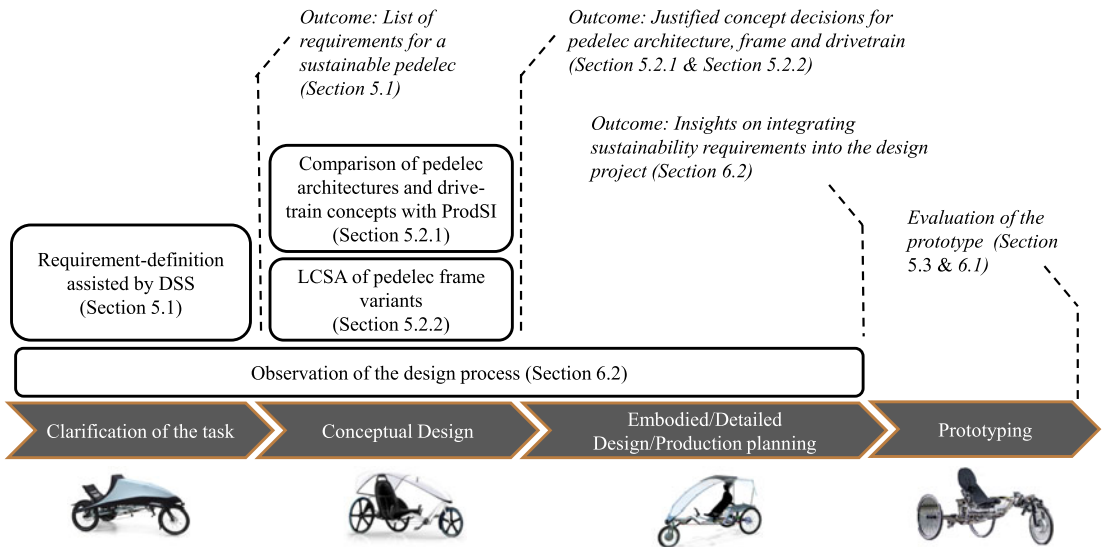 Outcome: List of
requirements for a
sustainable pedelec
(Section 5.1)
Outcome: Justified concept decisions for
pedelec architecture, frame and drivetrain
(Section 5.2.1 & Section 5.2.2)
Outcome: Insights on integrating
sustainability requirements into the design
project (Section 6.2)
Evaluation of the
prototype (Section
5.3 & 6.1)
Comparison of pedelec
architectures and drive-
train concepts with ProdSI
(Section 5.2.1)
Requirement-definition
assisted by DSS
(Section 5.1)
LCSA of pedelec frame
variants
(Section 5.2.2)
Observation of the design process (Section 6.2)
Clarification of the task
Conceptual Design
Embodied/Detailed
Design/Production planning
Prototyping